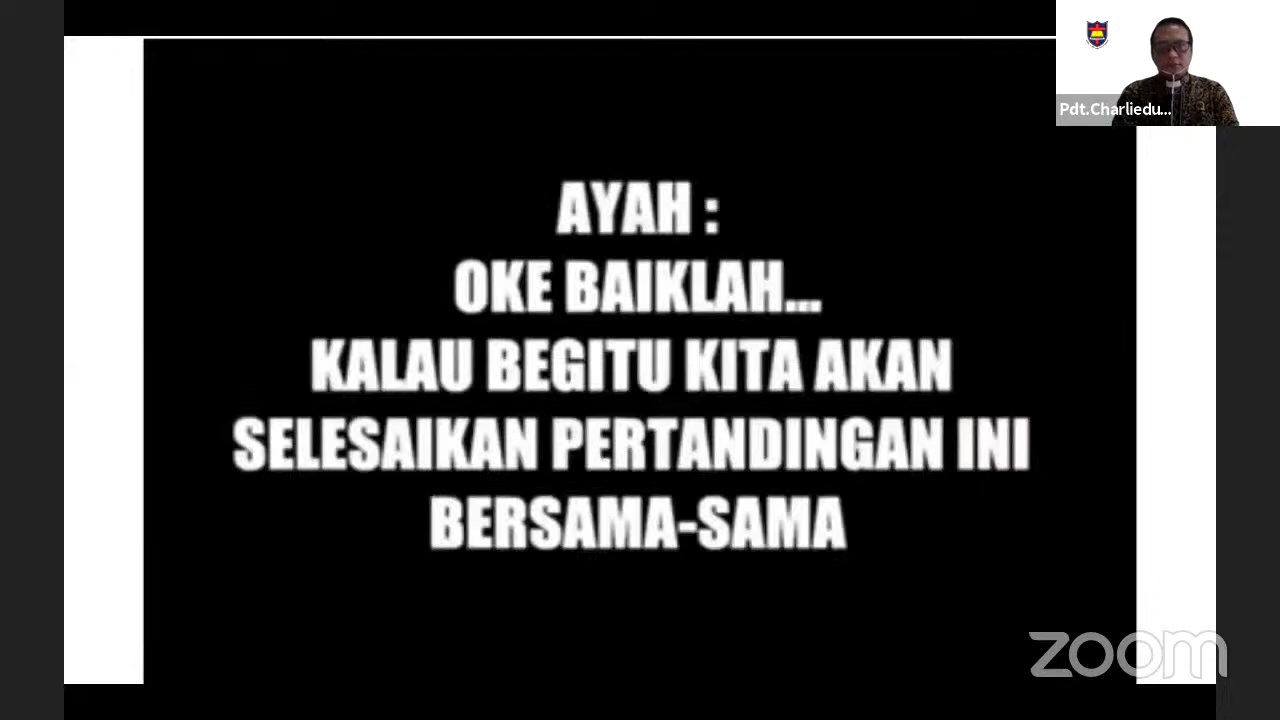 Pdt.Charliedu...
AYAH :
OKE BAIKLAH...
KALAU BEGITU KITA AKAN
SELESAIKAN PERTANDINGAN INI
BERSAMA-SAMA
zoom